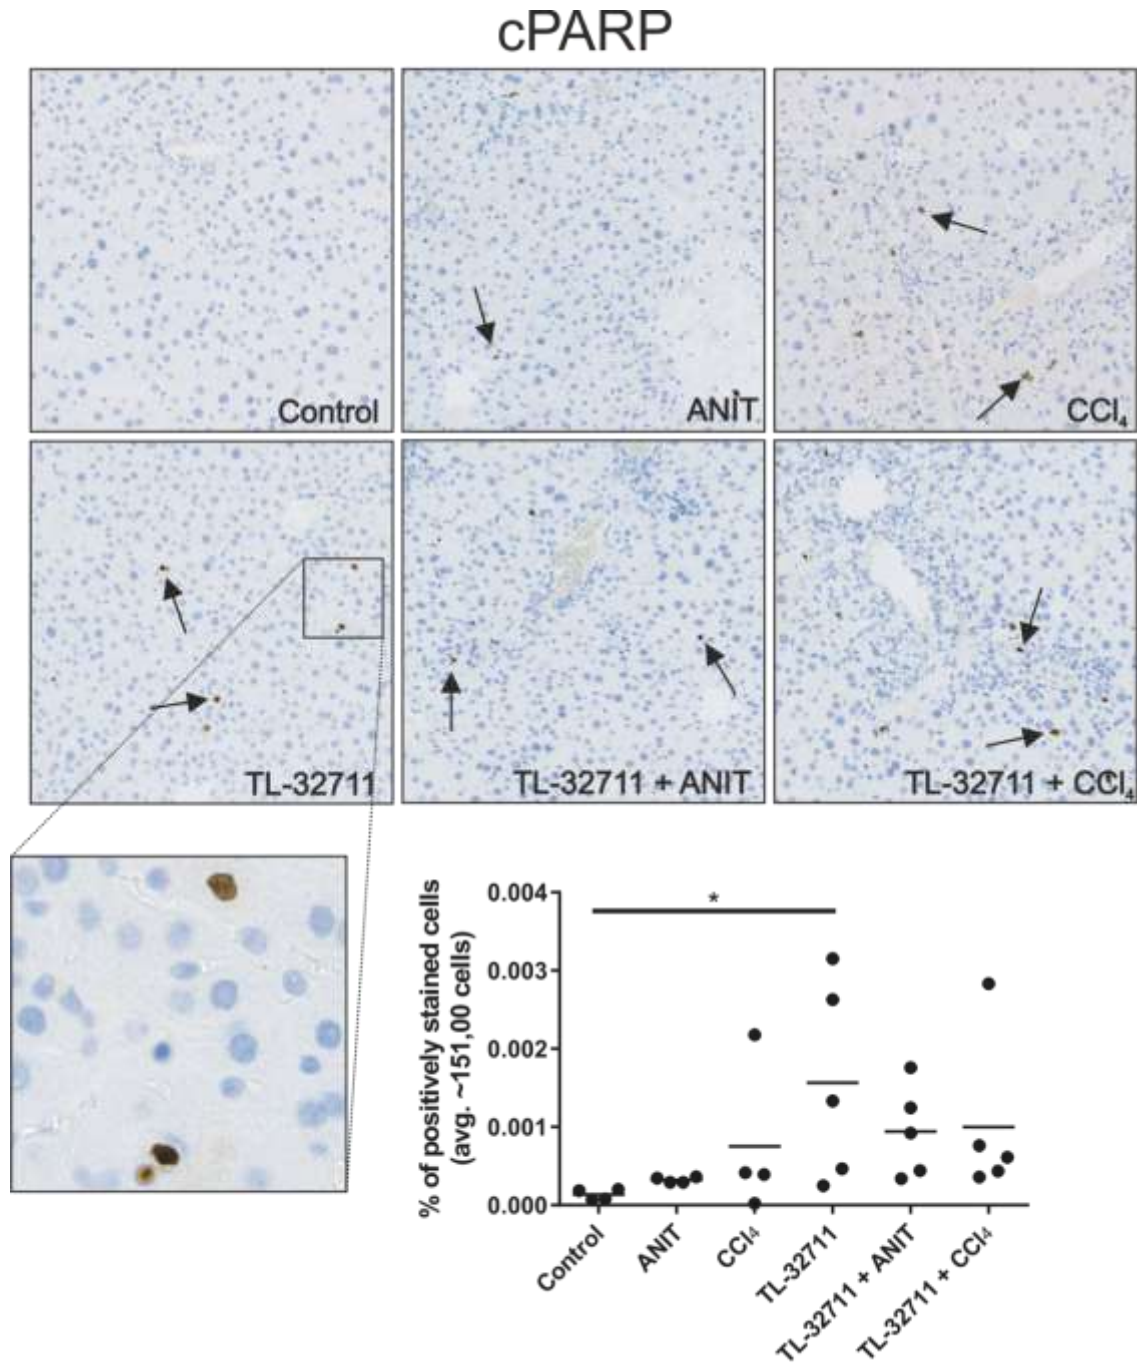 cPARP
Control
ANIT
CCl₄
TL-32711
TL-32711 + ANIT
TL-32711 + CCl₄
% of positively stained cells
(avg. ~151,00 cells)
0.004
0.003
0.002
0.001
0.000
*
Control
ANIT
CCl₄
TL-32711
TL-32711 + ANIT
TL-32711 + CCl₄